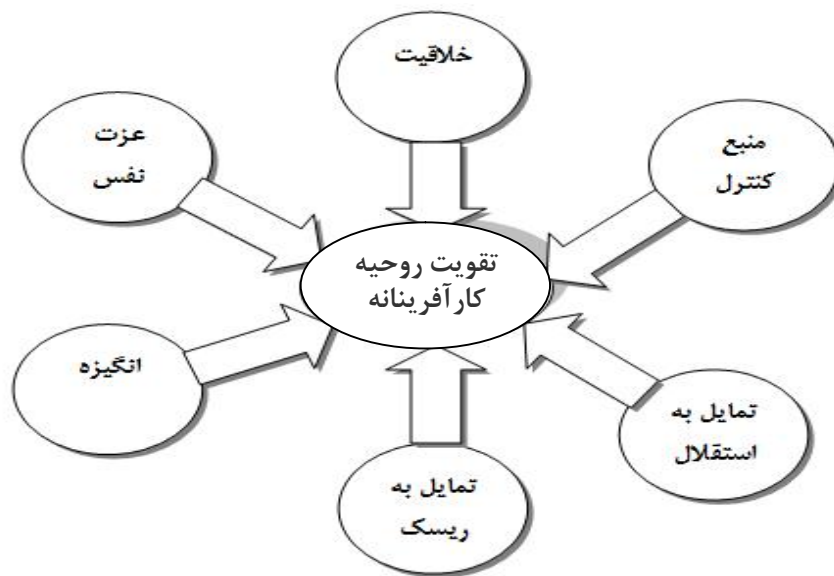 خلاقیت
منبع
کنترل
عزت
نفس
تقویت روحیه
کارآفرینانه
انگیزه
تمایل به
استقلال
تمایل به
ریسک